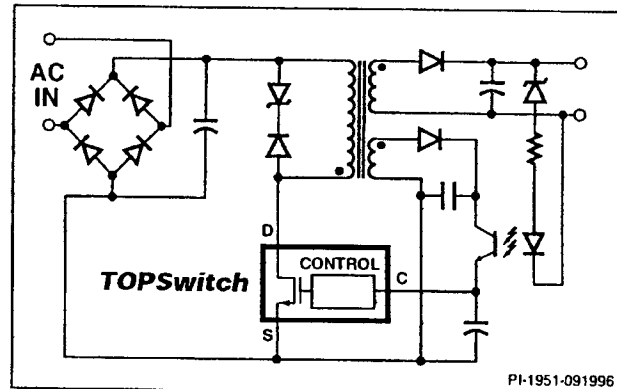 AC
IN
D
CONTROL
C
TOPSwitch
S
PI-1951-091996